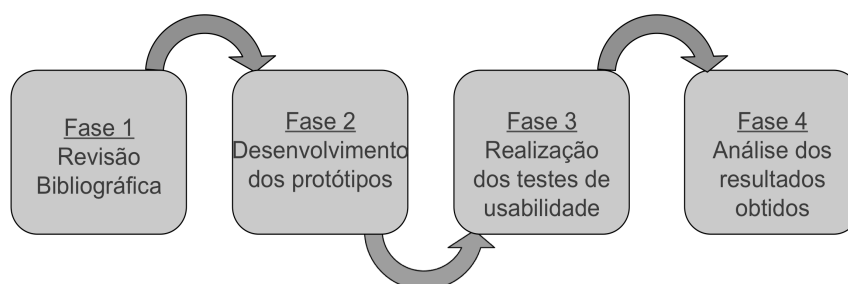 Fase 1
Revisão
Bibliográfica
Fase 2
Desenvolvimento
dos protótipos
Fase 3
Realização
dos testes de
usabilidade
Fase 4
Análise dos
resultados
obtidos